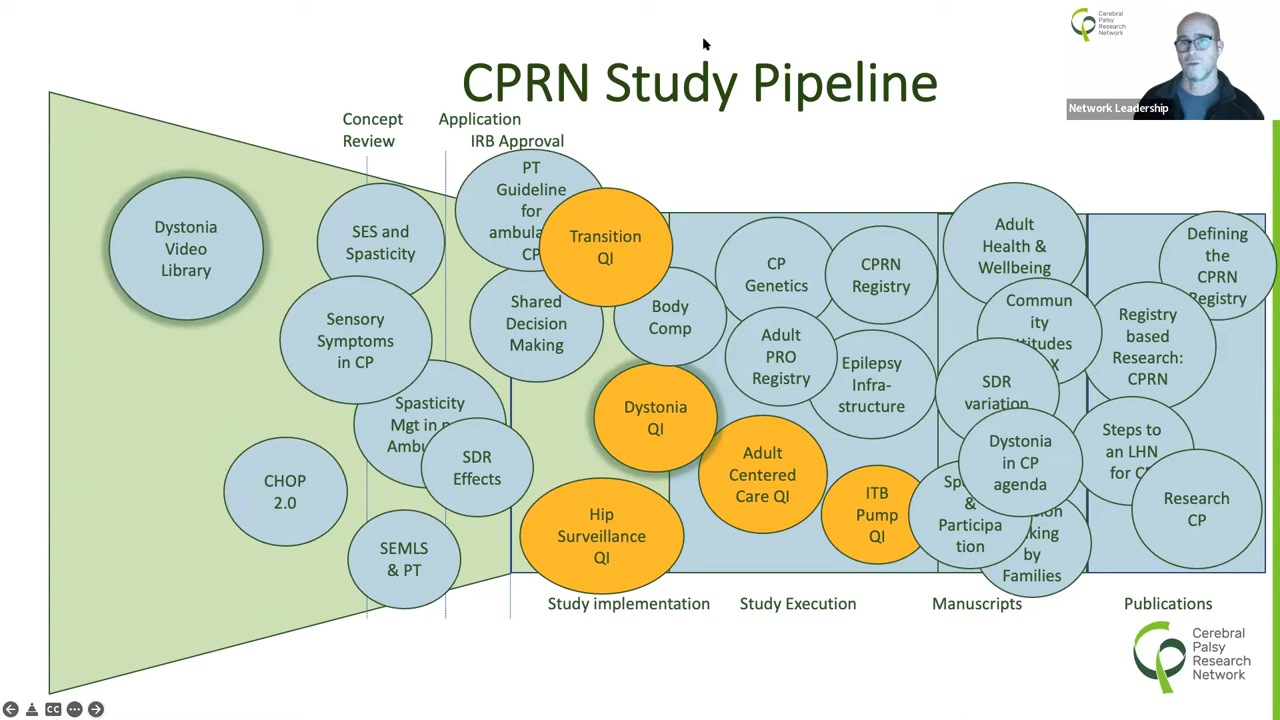 CPRN Study Pipeline
Cerebral
Palsy
Research
Network
Network Leadership
Concept
Review
Application
IRB Approval
Dystonia
Video
Library
SES and
Spasticity
Sensory
Symptoms
in CP
Spasticity
Mgt in
CHOP
2.0
SDR
Effects
SEMLS
& PT
PT
Guideline
for
CP
Transition
QI
Shared
Decision
Making
Body
Comp
Dystonia
QI
Hip
Surveillance
QI
CP
Genetics
CPRN
Registry
Adult
PRO
Registry
Epilepsy
Infra-
structure
Adult
Centered
Care QI
ITB
Pump
QI
Adult
Health &
Wellbeing
Commun
ity
SDR
variation
Dystonia
in CP
agenda
&
Participa
tion
by
Families
Defining
the
CPRN
Registry
Registry
based
Research:
CPRN
Steps to
an LHN
for
Research
CP
Study implementation
Study Execution
Manuscripts
Publications
Cerebral
Palsy
Research
Network
CC